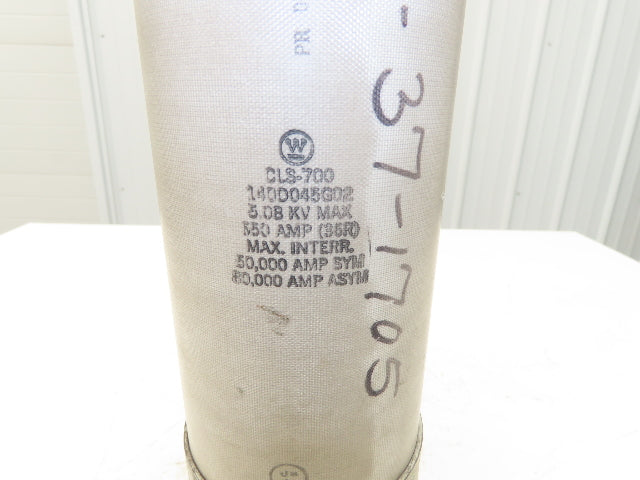 PR
W
CLS-700
140D045G02
5.08 KV MAX
550 AMP (36R)
MAX. INTERR.
50,000 AMP SYM
80,000 AMP ASYM
-37-1705